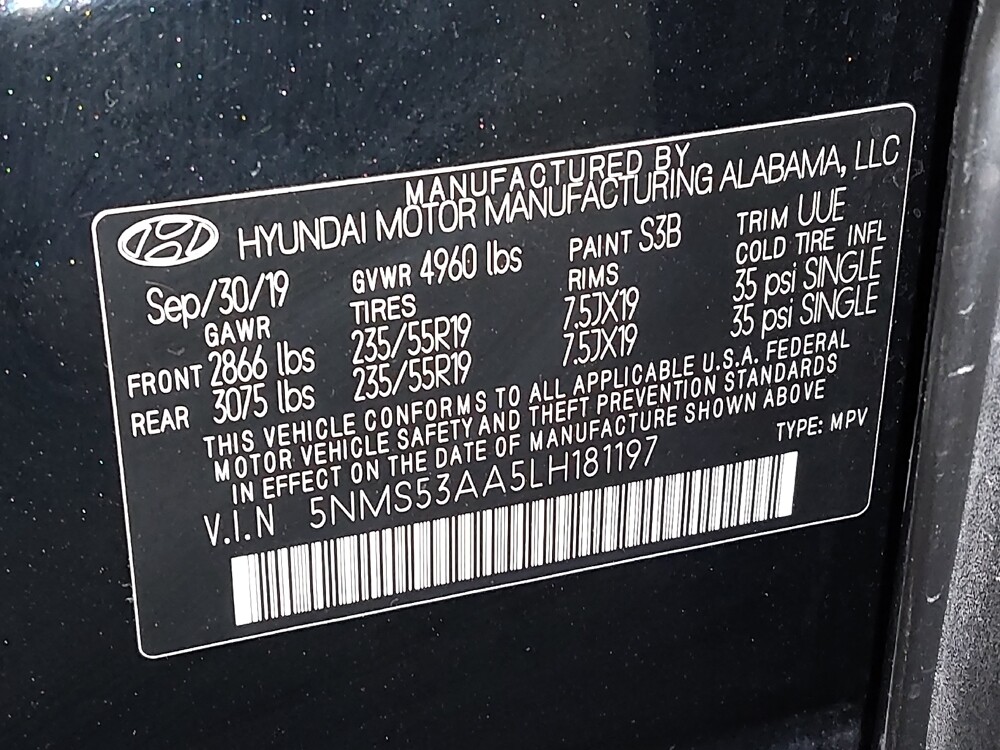 MANUFACTURED BY
HYUNDAI MOTOR MANUFACTURING ALABAMA, LLC
Sep/30/19 GVWR 4960 lbs PAINT S3B TRIM UUE
GAWR TIRES RIMS COLD TIRE INFL
FRONT 2866 lbs 235/55R19 7.5JX19 35 psi SINGLE
REAR 3075 lbs 235/55R19 7.5JX19 35 psi SINGLE
THIS VEHICLE CONFORMS TO ALL APPLICABLE U.S.A. FEDERAL
MOTOR VEHICLE SAFETY AND THEFT PREVENTION STANDARDS
IN EFFECT ON THE DATE OF MANUFACTURE SHOWN ABOVE
V.I.N 5NMS53AA5LH181197 TYPE: MPV